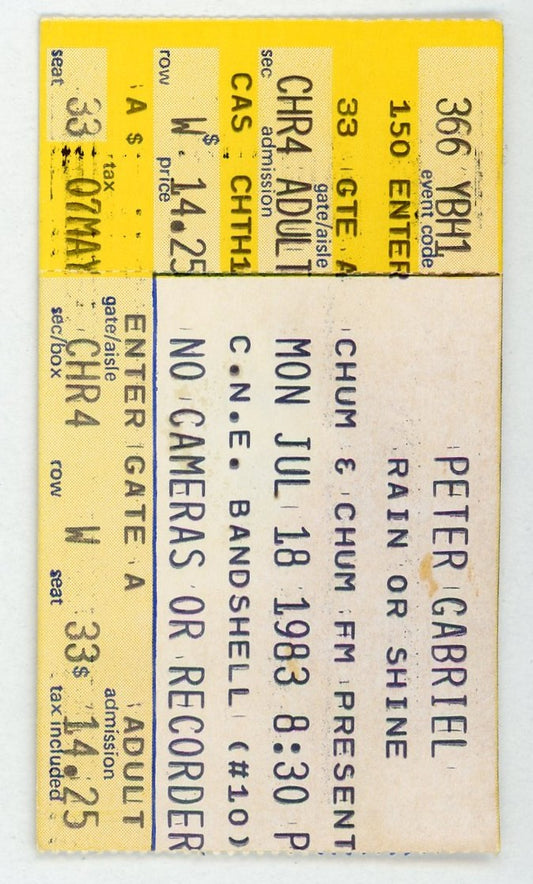 366 YBH1
event code
150 ENTER
33 GTE A
gate/aisle
CHR4 ADULT
sec admission
CAS CHTH1
W $ 14.25
row price
A $
tax
33 07MAY
seat
PETER GABRIEL
RAIN OR SHINE
CHUM & CHUM FM PRESENT
MON JUL 18 1983 8:30 P
C.N.E. BANDSHELL (#10)
NO CAMERAS OR RECORDER
ENTER GATE A ADULT
gate/aisle admission
CHR4 W 33 $ 14.25
sec/box row seat tax included